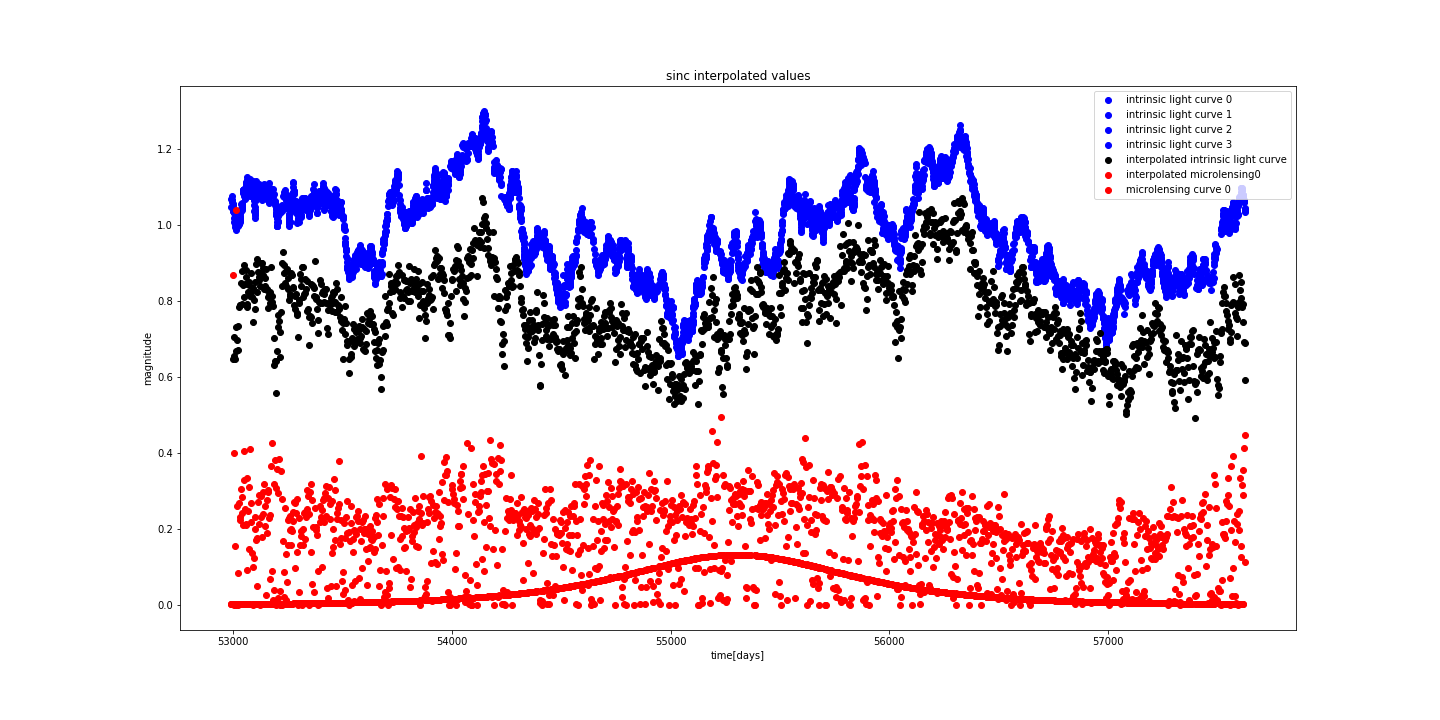 sinc interpolated values
intrinsic light curve 0
intrinsic light curve 1
intrinsic light curve 2
intrinsic light curve 3
interpolated intrinsic light curve
interpolated microlensing0
microlensing curve 0
magnitude
1.2
1.0
0.8
0.6
0.4
0.2
0.0
53000 54000 55000 56000 57000
time[days]